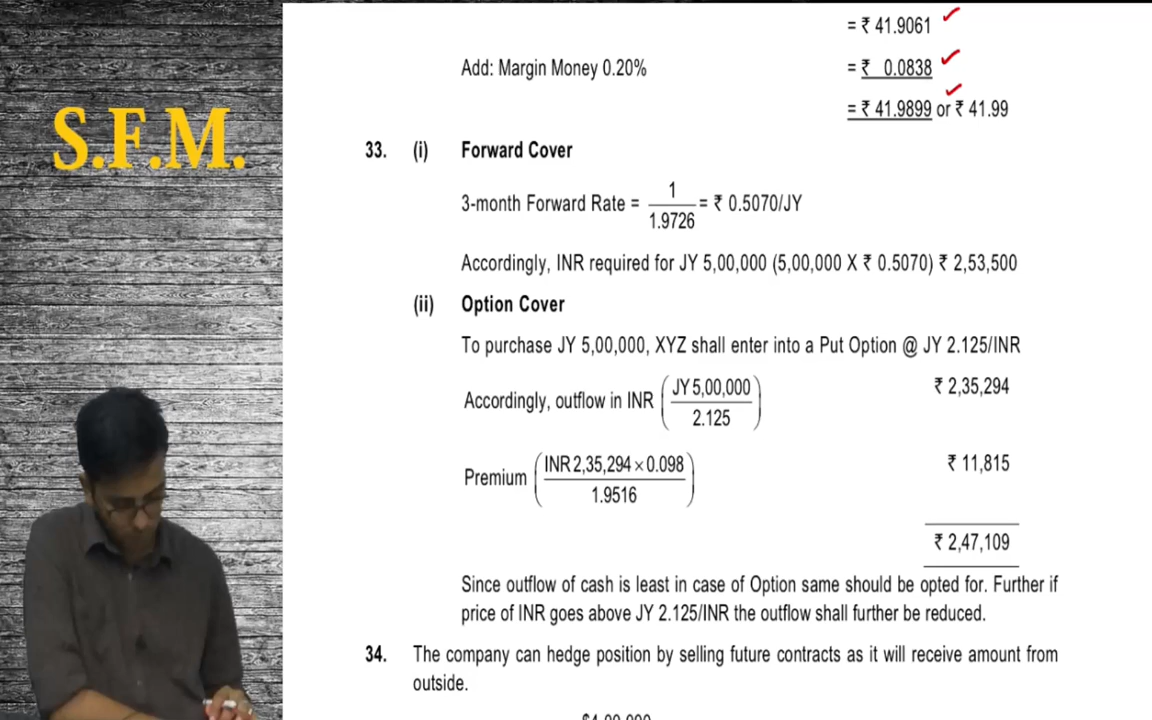 S.F.M.
= ₹ 41.9061
Add: Margin Money 0.20% = ₹ 0.0838
= ₹ 41.9899 or ₹ 41.99
33. (i) Forward Cover
3-month Forward Rate = 1/1.9726 = ₹ 0.5070/JY
Accordingly, INR required for JY 5,00,000 (5,00,000 X ₹ 0.5070) ₹ 2,53,500
(ii) Option Cover
To purchase JY 5,00,000, XYZ shall enter into a Put Option @ JY 2.125/INR
Accordingly, outflow in INR (JY 5,00,000/2.125) ₹ 2,35,294
Premium (INR 2,35,294 × 0.098/1.9516) ₹ 11,815
₹ 2,47,109
Since outflow of cash is least in case of Option same should be opted for. Further if
price of INR goes above JY 2.125/INR the outflow shall further be reduced.
34. The company can hedge position by selling future contracts as it will receive amount from
outside.
$4,00,000